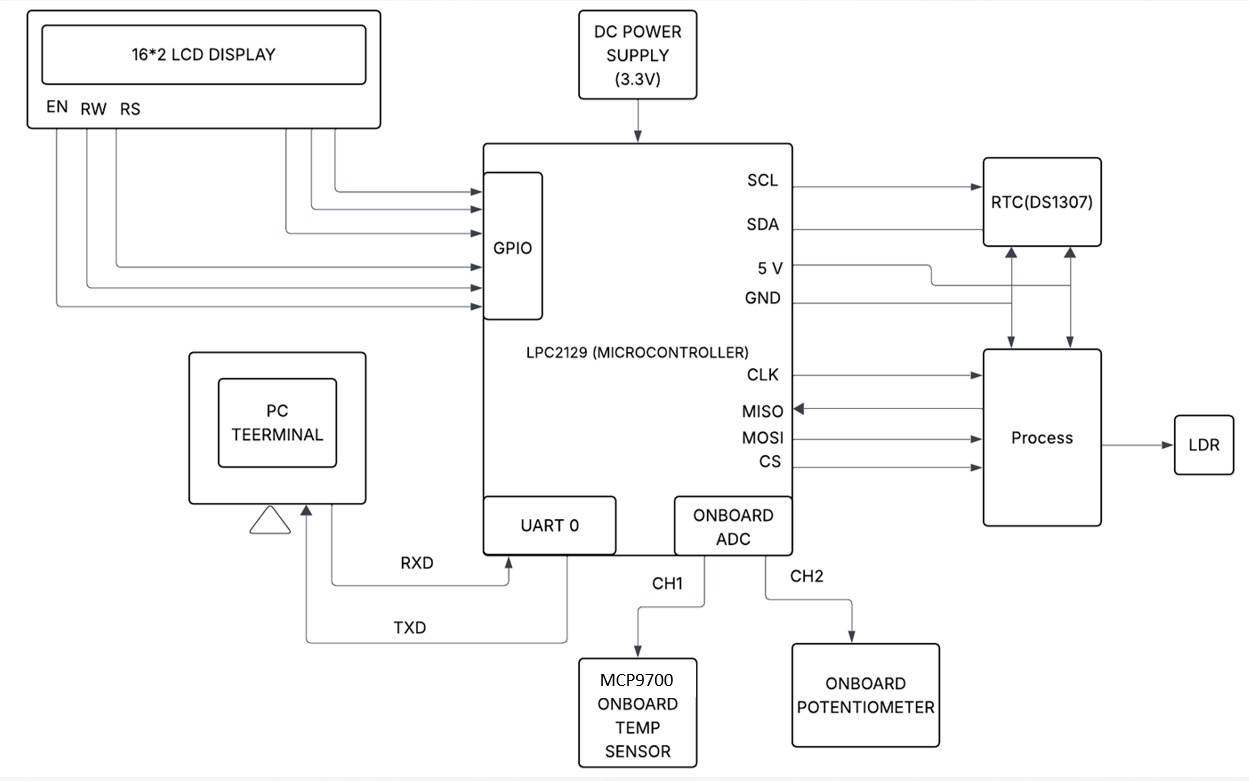 16*2 LCD DISPLAY
EN RW RS
DC POWER
SUPPLY
(3.3V)
GPIO
LPC2129 (MICROCONTROLLER)
SCL
SDA
5 V
GND
CLK
MISO
MOSI
CS
RTC(DS1307)
Process
LDR
PC
TEERMINAL
UART 0
ONBOARD
ADC
RXD
TXD
CH1
CH2
MCP9700
ONBOARD
TEMP
SENSOR
ONBOARD
POTENTIOMETER